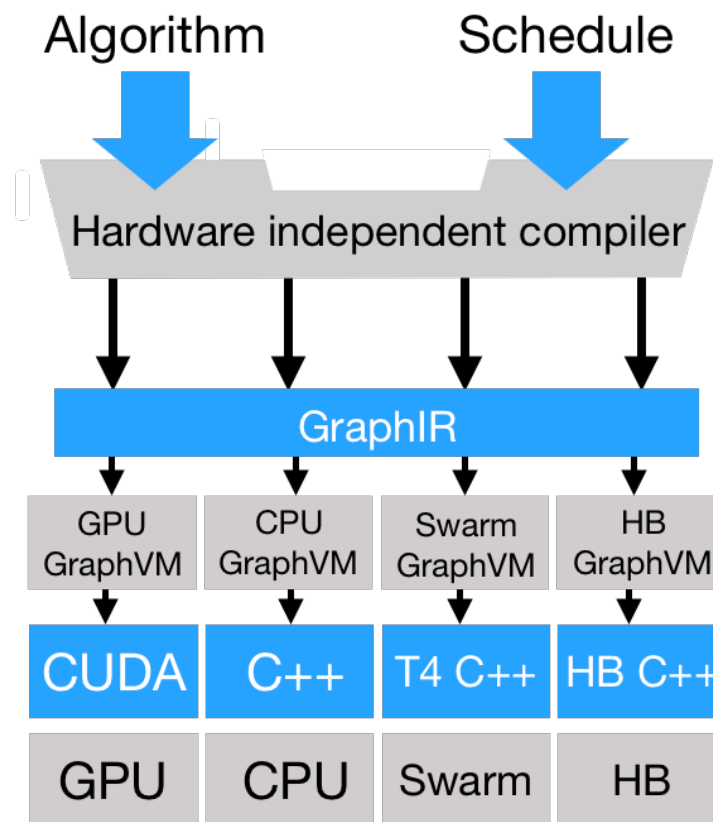 Algorithm
Schedule
Hardware independent compiler
GraphIR
GPU
GraphVM
CPU
GraphVM
Swarm
GraphVM
HB
GraphVM
CUDA
C++
T4 C++
HB C++
GPU
CPU
Swarm
HB